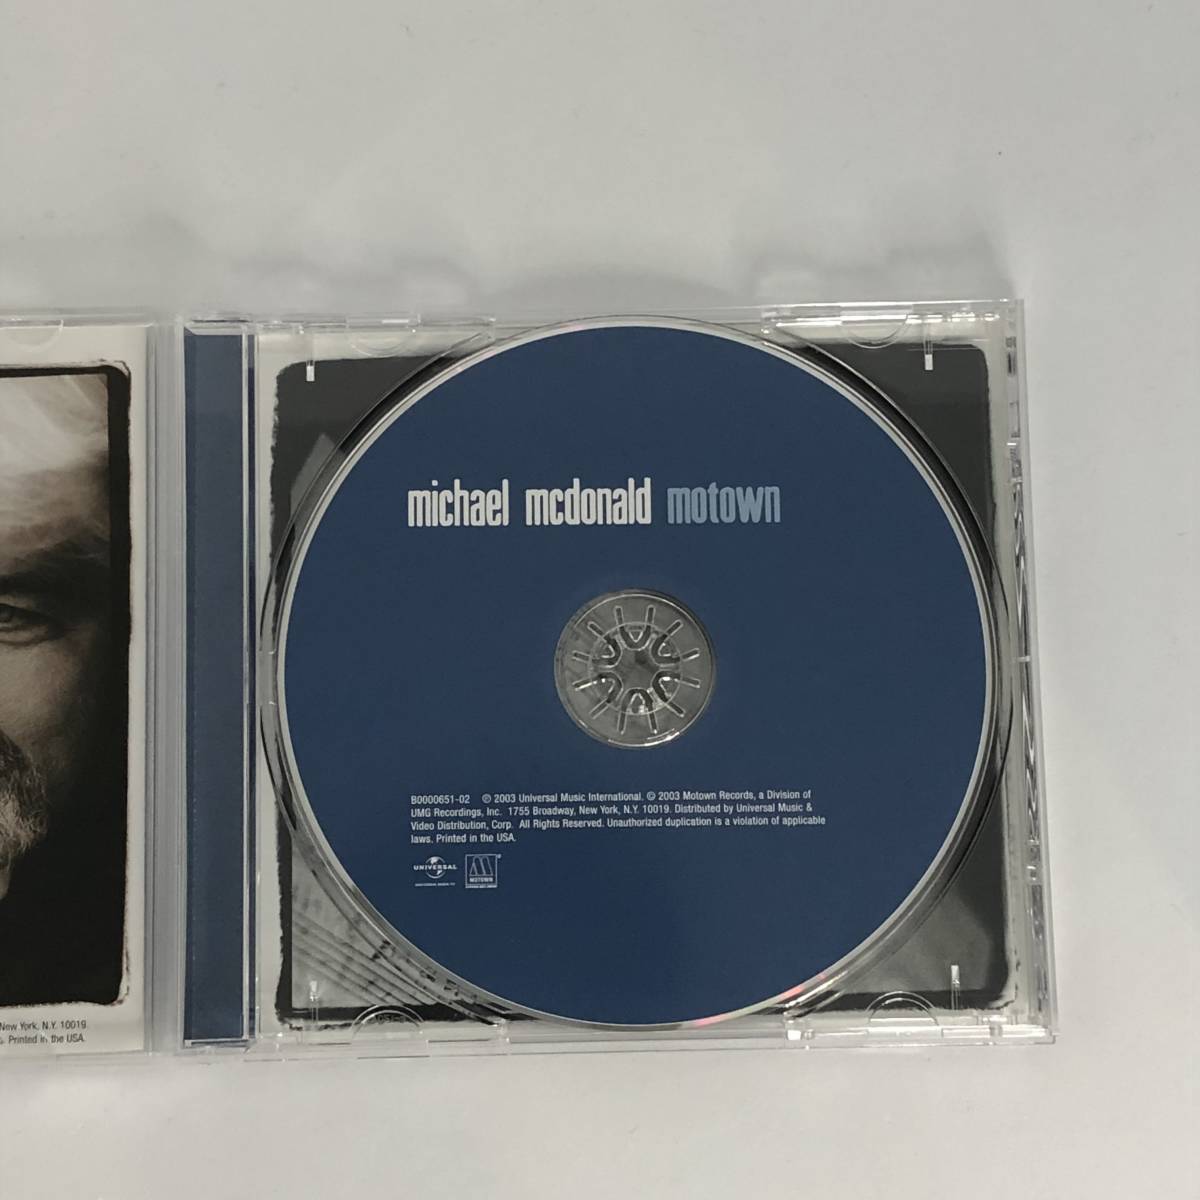 michael mcdonald motown
B0000651-02 ℗ 2003 Universal Music International. © 2003 Motown Records, a Division of
UMG Recordings, Inc. 1755 Broadway, New York, N.Y. 10019. Distributed by Universal Music &
Video Distribution, Corp. All Rights Reserved. Unauthorized duplication is a violation of applicable
laws. Printed in the USA.
UNIVERSAL
MOTOWN
New York, N.Y. 10019.
Printed in the USA.